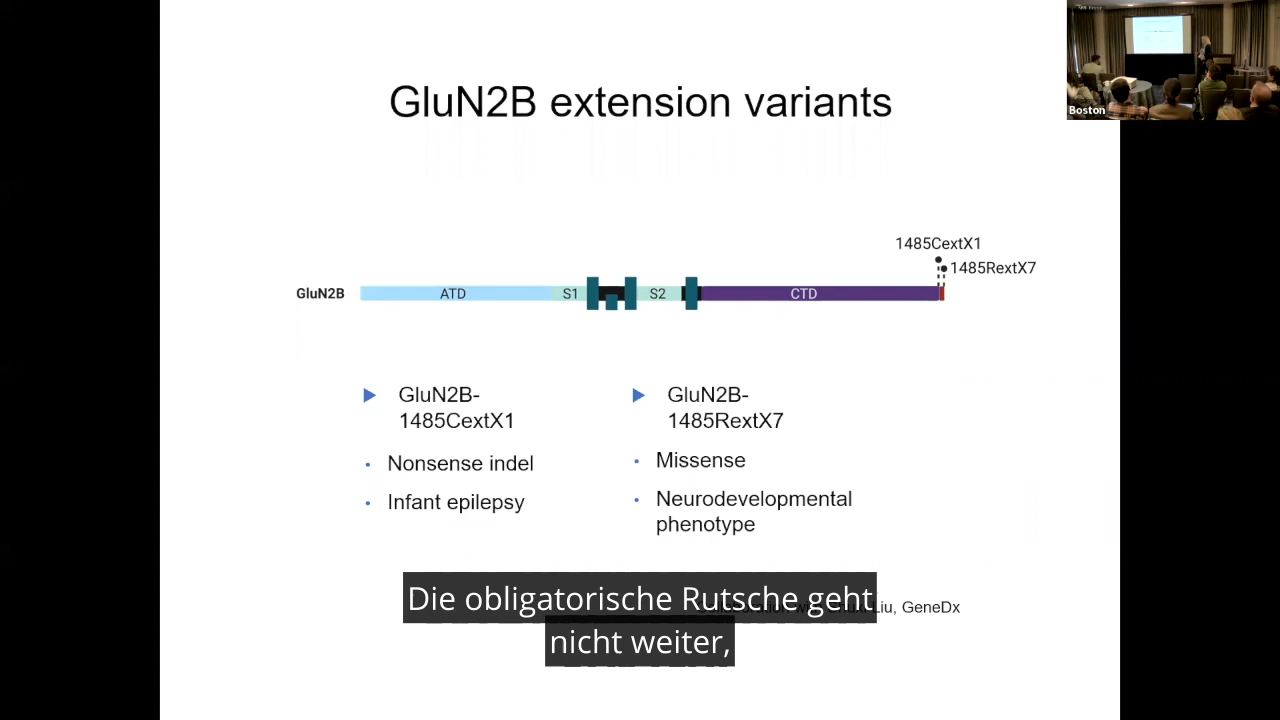 GluN2B extension variants
Boston
1485CextX1
1485RextX7
GluN2B
ATD
S1
S2
CTD
GluN2B-
1485CextX1
Nonsense indel
Infant epilepsy
GluN2B-
1485RextX7
Missense
Neurodevelopmental
phenotype
Liu, GeneDx
Die obligatorische Rutsche geht
nicht weiter,